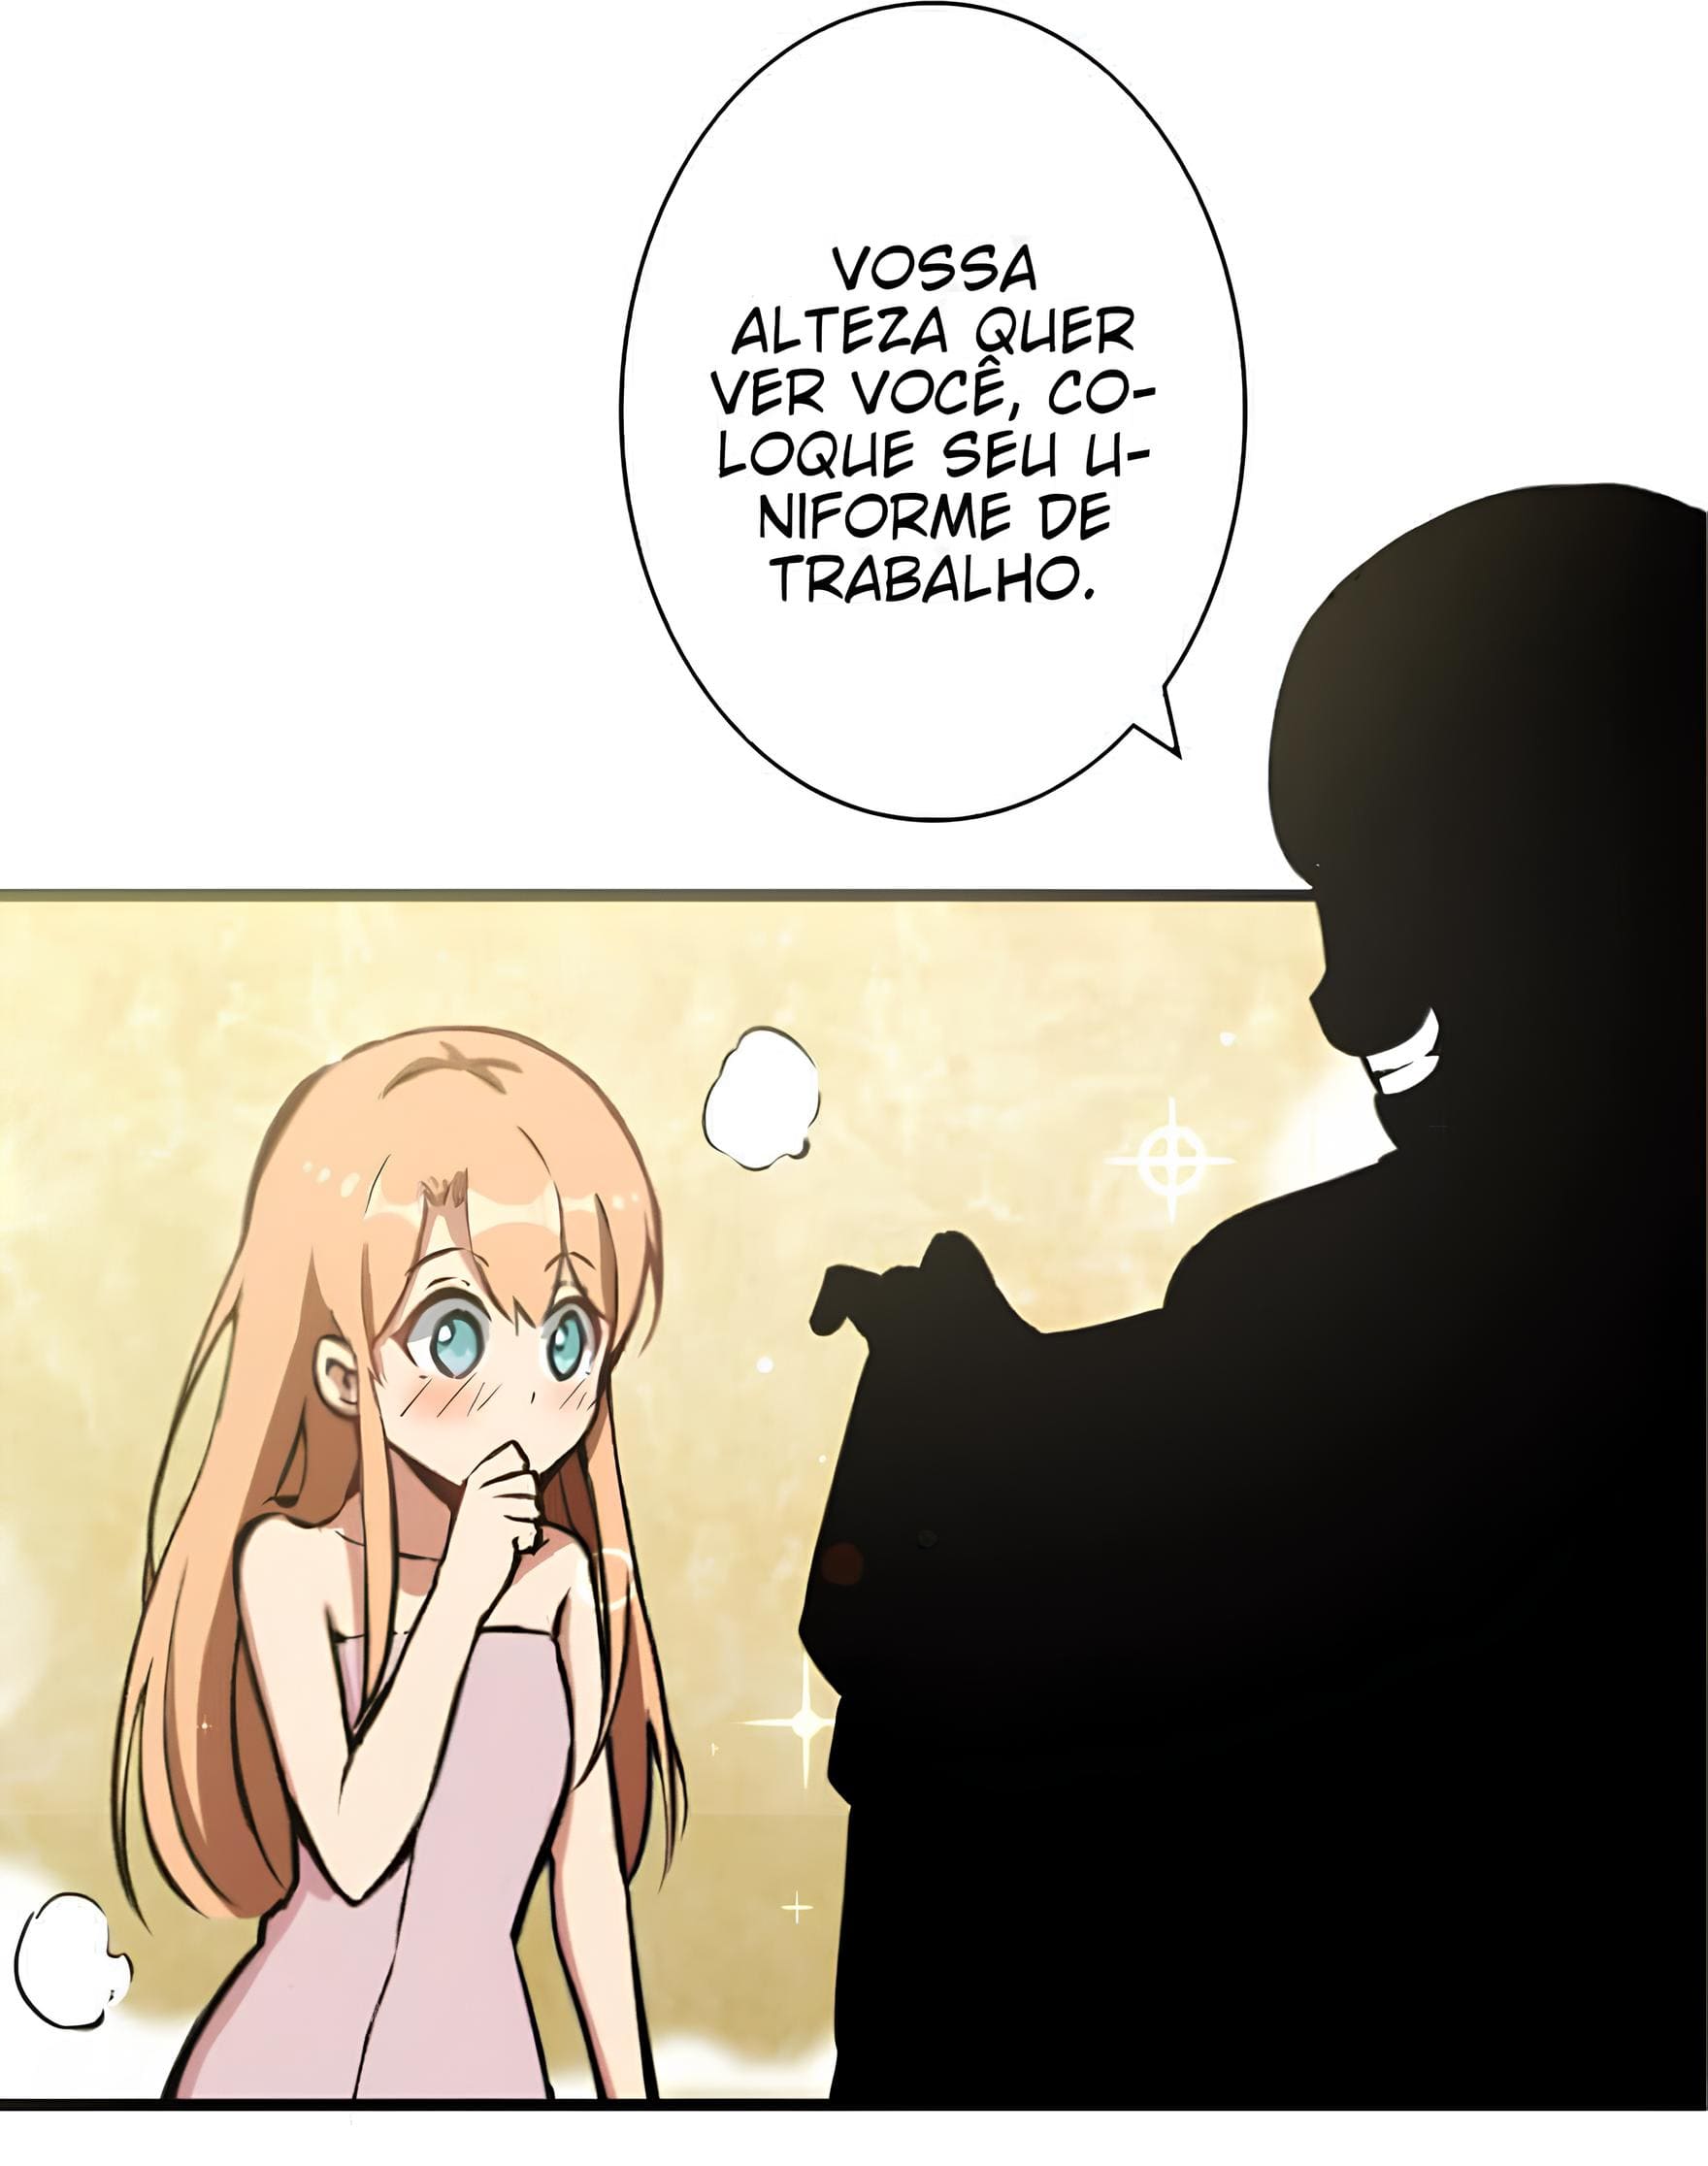 VOSSA
ALTEZA QUER
VER VOCÊ, CO-
LOQUE SEU U-
NIFORME DE
TRABALHO.